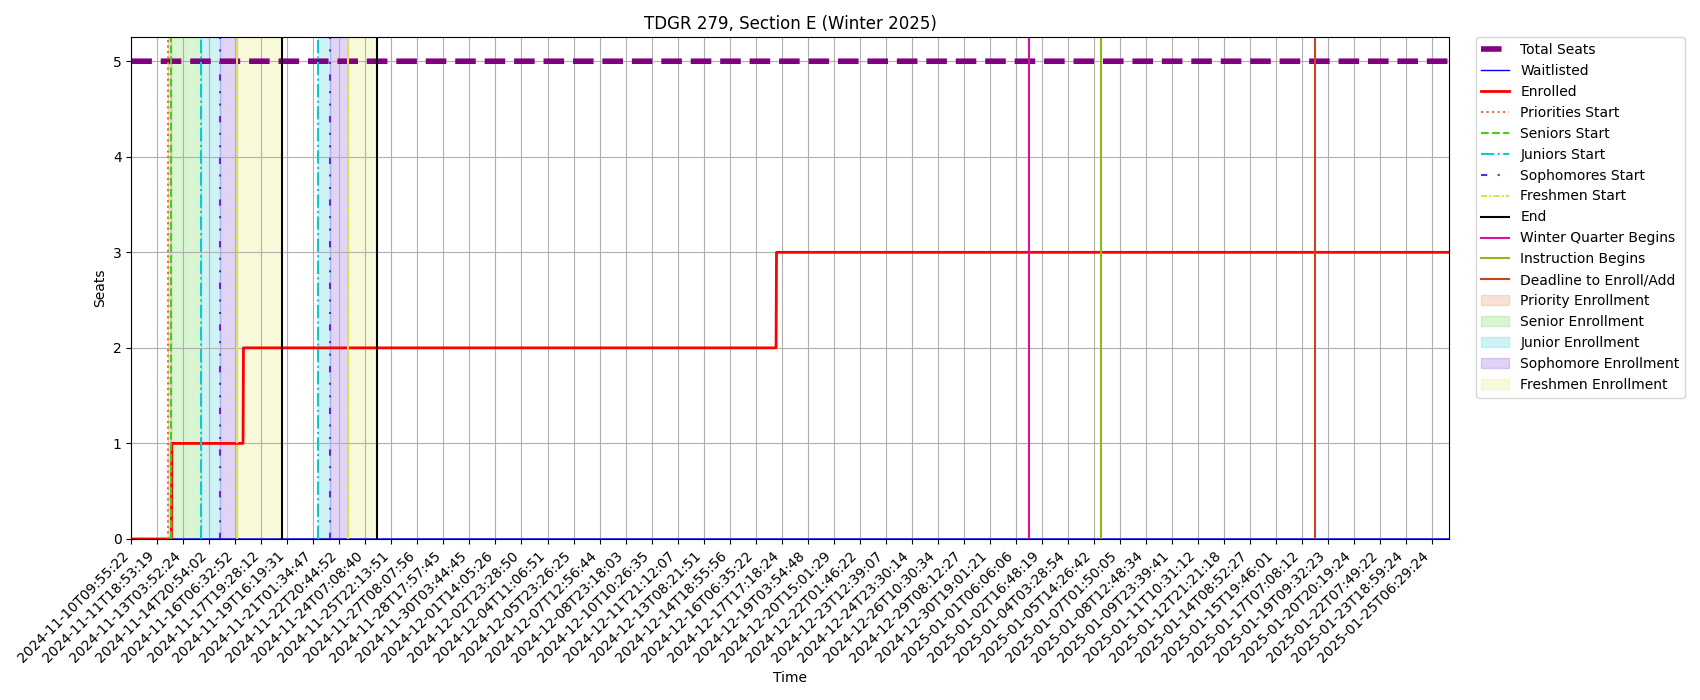 TDGR 279, Section E (Winter 2025)
Seats
5
4
3
2
1
0
2024-11-10T09:55:22
2024-11-11T18:53:19
2024-11-13T03:52:24
2024-11-14T20:54:02
2024-11-16T06:32:52
2024-11-17T19:28:12
2024-11-19T16:19:31
2024-11-21T01:34:47
2024-11-22T20:44:52
2024-11-24T07:08:40
2024-11-25T22:13:51
2024-11-27T08:07:56
2024-11-28T17:57:45
2024-11-30T03:44:45
2024-12-01T14:05:26
2024-12-02T23:28:50
2024-12-04T11:06:51
2024-12-05T23:26:25
2024-12-07T12:56:44
2024-12-08T23:18:03
2024-12-10T10:26:35
2024-12-11T21:12:07
2024-12-13T08:21:51
2024-12-14T18:55:56
2024-12-16T06:35:22
2024-12-17T17:18:24
2024-12-19T03:54:48
2024-12-20T15:01:29
2024-12-22T01:46:22
2024-12-23T12:39:07
2024-12-24T23:30:14
2024-12-26T10:30:34
2024-12-29T08:12:27
2024-12-30T19:01:21
2025-01-01T06:06:06
2025-01-02T16:48:19
2025-01-04T03:28:54
2025-01-05T14:26:42
2025-01-07T01:50:05
2025-01-08T12:48:34
2025-01-09T23:39:41
2025-01-11T10:31:12
2025-01-12T21:21:18
2025-01-14T08:52:27
2025-01-15T19:46:01
2025-01-17T07:08:12
2025-01-19T09:32:23
2025-01-20T20:19:24
2025-01-22T07:49:22
2025-01-23T18:59:24
2025-01-25T06:29:24
Time
Total Seats
Waitlisted
Enrolled
Priorities Start
Seniors Start
Juniors Start
Sophomores Start
Freshmen Start
End
Winter Quarter Begins
Instruction Begins
Deadline to Enroll/Add
Priority Enrollment
Senior Enrollment
Junior Enrollment
Sophomore Enrollment
Freshmen Enrollment